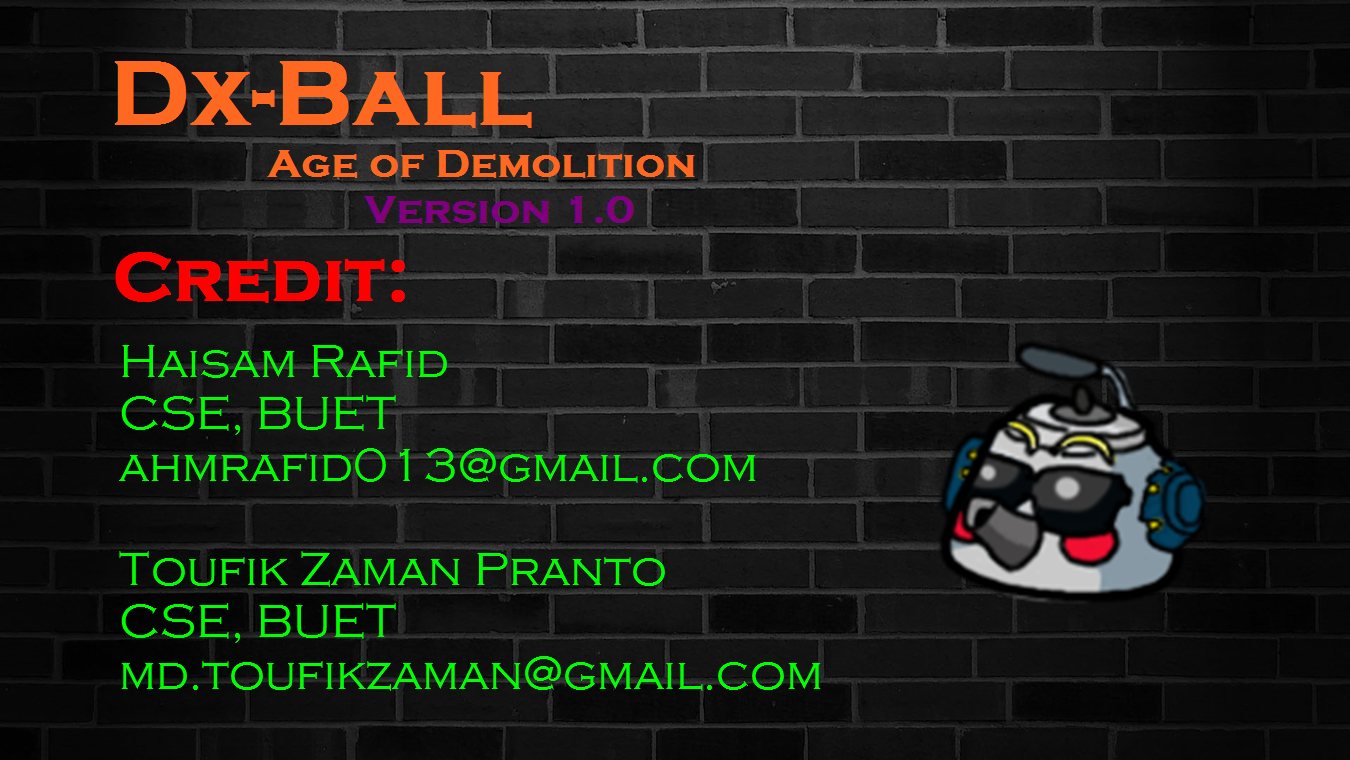 Dx-Ball
Age of Demolition
Version 1.0
Credit:
Haisam Rafid
CSE, BUET
ahmrafid013@gmail.com
Toufik Zaman Pranto
CSE, BUET
md.toufikzaman@gmail.com